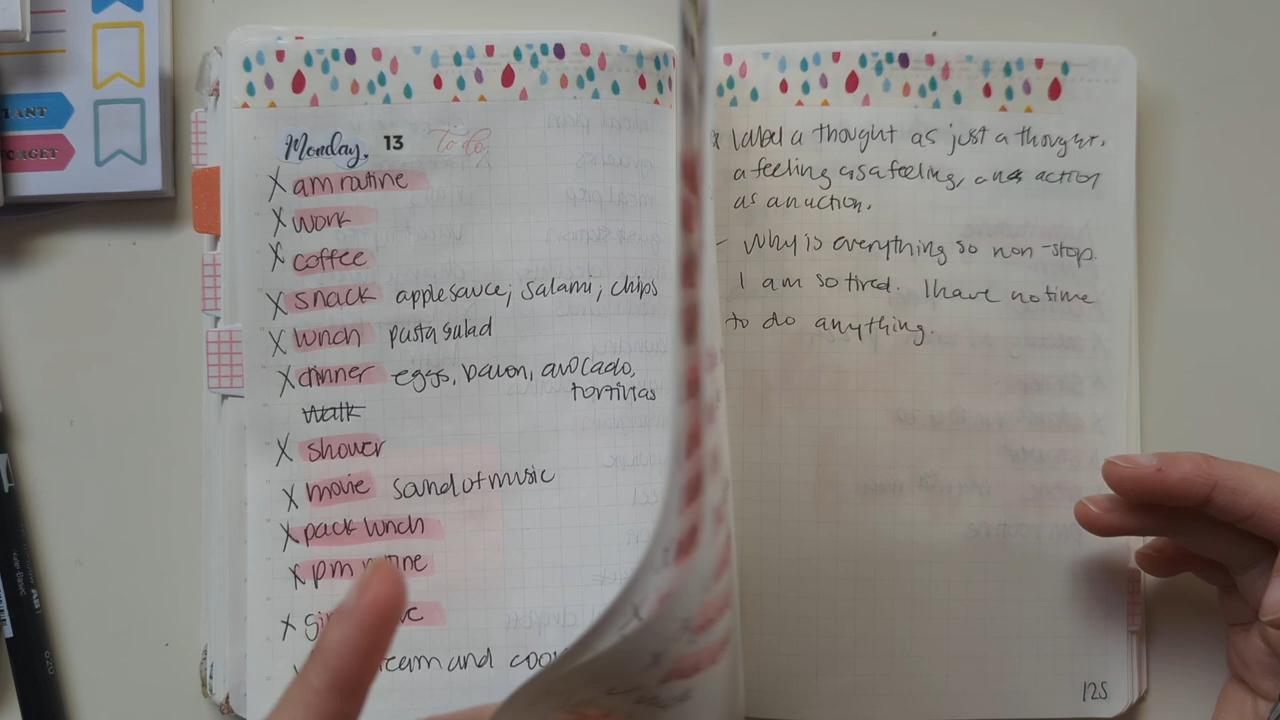 Monday, 13 to do
X am routine
X work
X coffee
X snack applesauce; salami; chips
X lunch pasta salad
X dinner eggs, bacon, avocado,
tortillas
walk
X shower
X movie sound of music
X pack lunch
X pm routine
X
and
label a thought as just a thought,
a feeling as a feeling, an action
as an action.
- Why is everything so non-stop.
I am so tired. I have no time
to do anything.
125
TANT